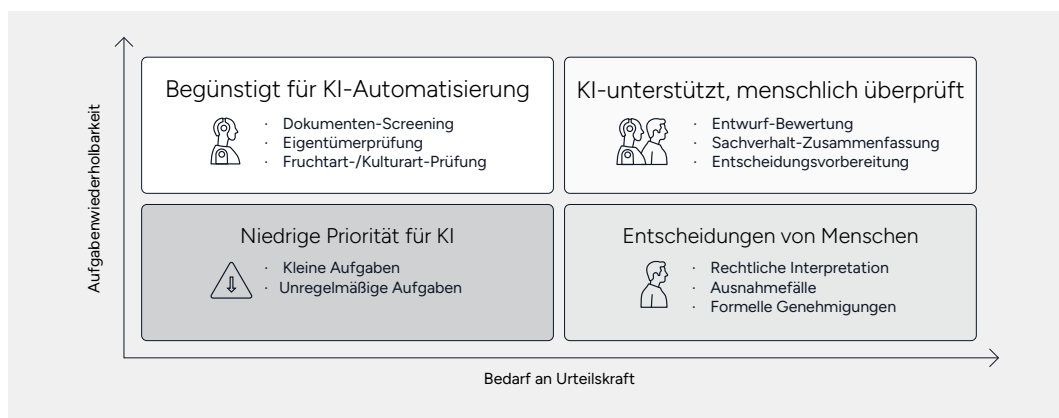 Aufgabenwiederholbarkeit
Begünstigt für KI-Automatisierung
· Dokumenten-Screening
· Eigentümerprüfung
· Fruchtart-/Kulturart-Prüfung
KI-unterstützt, menschlich überprüft
· Entwurf-Bewertung
· Sachverhalt-Zusammenfassung
· Entscheidungsvorbereitung
Niedrige Priorität für KI
· Kleine Aufgaben
· Unregelmäßige Aufgaben
Entscheidungen von Menschen
· Rechtliche Interpretation
· Ausnahmefälle
· Formelle Genehmigungen
Bedarf an Urteilskraft